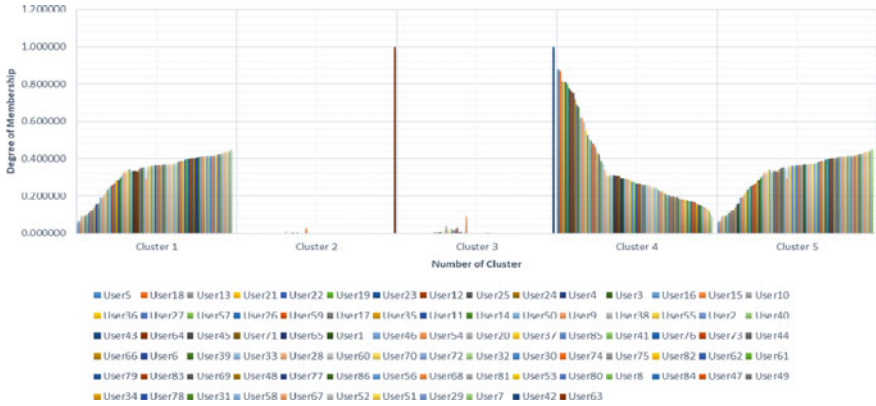 1.200000
1.000000
0.800000
0.600000
0.400000
0.200000
0.000000
Degree of Membership
Cluster 1 Cluster 2 Cluster 3 Cluster 4 Cluster 5
Number of Cluster
User5 User18 User13 User21 User22 User19 User23 User12 User25 User24 User4 User3 User16 User15 User10
User36 User27 User57 User26 User59 User17 User35 User11 User14 User50 User9 User38 User55 User2 User40
User43 User64 User45 User71 User65 User1 User46 User54 User20 User37 User85 User41 User76 User73 User44
User66 User6 User39 User33 User28 User60 User70 User72 User32 User30 User74 User75 User82 User62 User61
User79 User83 User69 User48 User77 User86 User56 User68 User81 User53 User80 User8 User84 User47 User49
User34 User78 User31 User58 User67 User52 User51 User29 User7 User42 User63